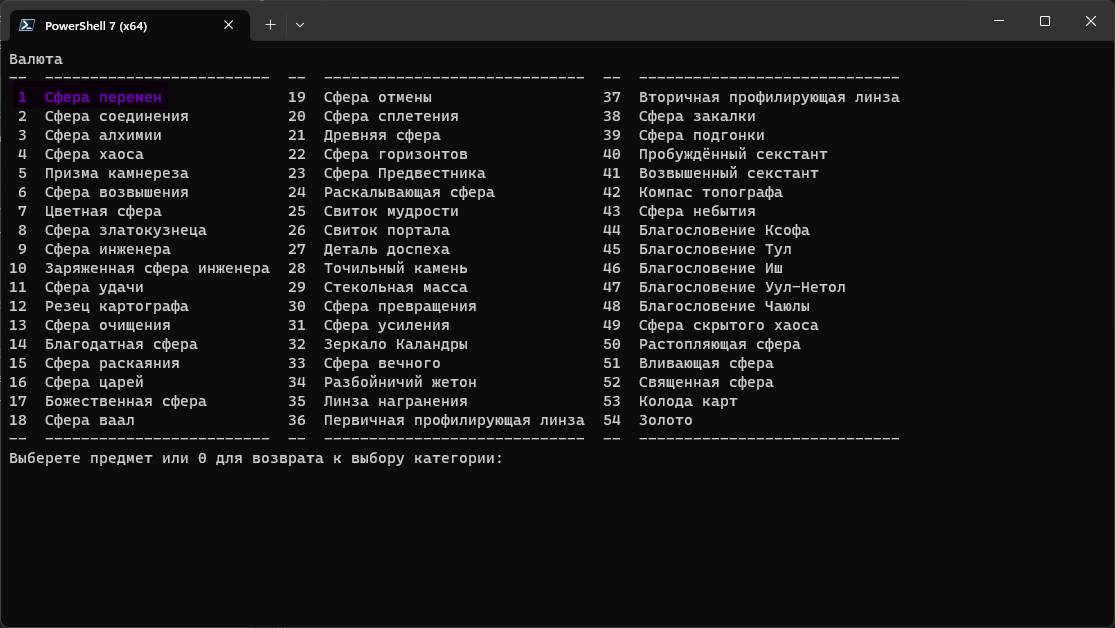 PowerShell 7 (x64)
Валюта
-- ------------------------- -- ----------------------------- -- -----------------------------
1 Сфера перемен 19 Сфера отмены 37 Вторичная профилирующая линза
2 Сфера соединения 20 Сфера сплетения 38 Сфера закалки
3 Сфера алхимии 21 Древняя сфера 39 Сфера подгонки
4 Сфера хаоса 22 Сфера горизонтов 40 Пробуждённый секстант
5 Призма камнереза 23 Сфера Предвестника 41 Возвышенный секстант
6 Сфера возвышения 24 Раскалывающая сфера 42 Компас топографа
7 Цветная сфера 25 Свиток мудрости 43 Сфера небытия
8 Сфера златокузнеца 26 Свиток портала 44 Благословение Ксофа
9 Сфера инженера 27 Деталь доспеха 45 Благословение Тул
10 Заряженная сфера инженера 28 Точильный камень 46 Благословение Иш
11 Сфера удачи 29 Стекольная масса 47 Благословение Уул-Нетол
12 Резец картографа 30 Сфера превращения 48 Благословение Чаюлы
13 Сфера очищения 31 Сфера усиления 49 Сфера скрытого хаоса
14 Благодатная сфера 32 Зеркало Каландры 50 Растопляющая сфера
15 Сфера раскаяния 33 Сфера вечного 51 Вливающая сфера
16 Сфера царей 34 Разбойничий жетон 52 Священная сфера
17 Божественная сфера 35 Линза награнения 53 Колода карт
18 Сфера ваал 36 Первичная профилирующая линза 54 Золото
-- ------------------------- -- ----------------------------- -- -----------------------------
Выберете предмет или 0 для возврата к выбору категории: